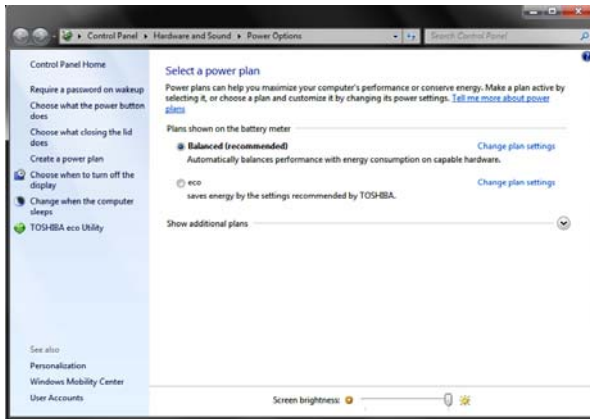 Control Panel ▸ Hardware and Sound ▸ Power Options
Search Control Panel
Control Panel Home
Require a password on wakeup
Choose what the power button
does
Choose what closing the lid
does
Create a power plan
Choose when to turn off the
display
Change when the computer
sleeps
TOSHIBA eco Utility
See also
Personalization
Windows Mobility Center
User Accounts
Select a power plan
Power plans can help you maximize your computer's performance or conserve energy. Make a plan active by
selecting it, or choose a plan and customize it by changing its power settings. Tell me more about power
plans
Plans shown on the battery meter
Balanced (recommended) Change plan settings
Automatically balances performance with energy consumption on capable hardware.
eco Change plan settings
saves energy by the settings recommended by TOSHIBA.
Show additional plans
Screen brightness: